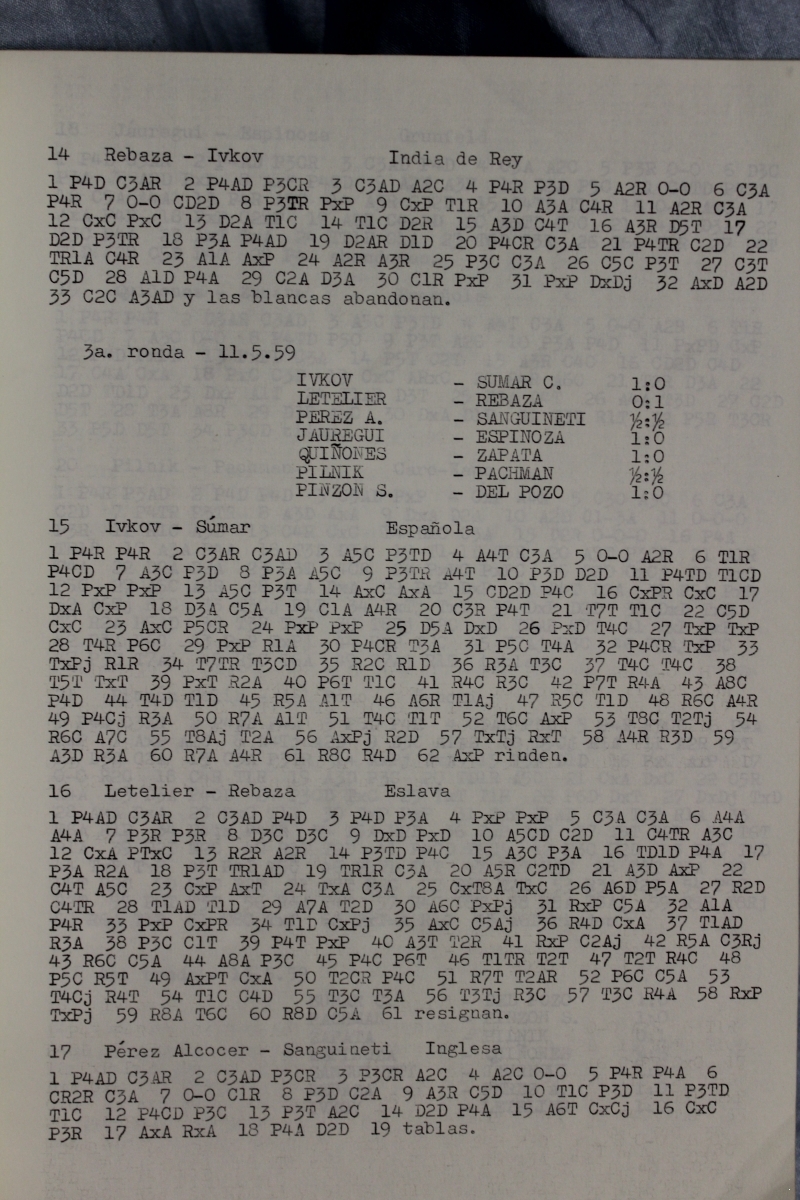 14 Rebaza - Ivkov India de Rey
1 P4D C3AR 2 P4AD P3CR 3 C3AD A2C 4 P4R P3D 5 A2R O-O 6 C3A
P4R 7 O-O CD2D 8 P3TR PxP 9 CxP T1R 10 A3A C4R 11 A2R C3A
12 CxC PxC 13 D2A T1C 14 T1C D2R 15 A3D C4T 16 A3R D5T 17
D2D P3TR 18 P3A P4AD 19 D2AR D1D 20 P4CR C3A 21 P4TR C2D 22
TR1A C4R 23 A1A AxP 24 A2R A3R 25 P3C C3A 26 C5C P3T 27 C3T
C5D 28 A1D P4A 29 C2A D3A 30 C1R PxP 31 PxP DxDj 32 AxD A2D
33 C2C A3AD y las blancas abandonan.
3a. ronda - 11.5.59
IVKOV - SUMAR C. 1:0
LETELIER - REBAZA 0:1
PEREZ A. - SANGUINETI ½:½
JAUREGUI - ESPINOZA 1:0
QUIÑONES - ZAPATA 1:0
PILNIK - PACHMAN ½:½
PINZON S. - DEL POZO 1:0
15 Ivkov - Súmar Española
1 P4R P4R 2 C3AR C3AD 3 A5C P3TD 4 A4T C3A 5 O-O A2R 6 T1R
P4CD 7 A3C P3D 8 P3A A5C 9 P3TR A4T 10 P3D D2D 11 P4TD T1CD
12 PxP PxP 13 A5C P3T 14 AxC AxA 15 CD2D P4C 16 CxPR CxC 17
DxA CxP 18 D3A C5A 19 C1A A4R 20 C3R P4T 21 T7T T1C 22 C5D
CxC 23 AxC P5CR 24 PxP PxP 25 D5A DxD 26 PxD T4C 27 TxP TxP
28 T4R P6C 29 PxP R1A 30 P4CR T3A 31 P5C T4A 32 P4CR TxP 33
TxPj R1R 34 T7TR T3CD 35 R2C R1D 36 R3A T3C 37 T4C T4C 38
T5T TxT 39 PxT R2A 40 P6T T1C 41 R4C R3C 42 P7T R4A 43 A8C
P4D 44 T4D T1D 45 R5A A1T 46 A6R T1Aj 47 R5C T1D 48 R6C A4R
49 P4Cj R3A 50 R7A A1T 51 T4C T1T 52 T6C AxP 53 T8C T2Tj 54
R6C A7C 55 T8Aj T2A 56 AxPj R2D 57 TxTj RxT 58 A4R R3D 59
A3D R3A 60 R7A A4R 61 R8C R4D 62 AxP rinden.
16 Letelier - Rebaza Eslava
1 P4AD C3AR 2 C3AD P4D 3 P4D P3A 4 PxP PxP 5 C3A C3A 6 A4A
A4A 7 P3R P3R 8 D3C D3C 9 DxD PxD 10 A5CD C2D 11 C4TR A3C
12 CxA PTxC 13 R2R A2R 14 P3TD P4C 15 A3C P3A 16 TD1D P4A 17
P3A R2A 18 P3T TR1AD 19 TR1R C3A 20 A5R C2TD 21 A3D AxP 22
C4T A5C 23 CxP AxT 24 TxA C3A 25 CxT8A TxC 26 A6D P5A 27 R2D
C4TR 28 T1AD T1D 29 A7A T2D 30 A6C PxPj 31 RxP C5A 32 A1A
P4R 33 PxP CxPR 34 T1D CxPj 35 AxC C5Aj 36 R4D CxA 37 T1AD
R3A 38 P3C C1T 39 P4T PxP 40 A3T T2R 41 RxP C2Aj 42 R5A C3Rj
43 R6C C5A 44 A8A P3C 45 P4C P6T 46 T1TR T2T 47 T2T R4C 48
P5C R5T 49 AxPT CxA 50 T2CR P4C 51 R7T T2AR 52 P6C C5A 53
T4Cj R4T 54 T1C C4D 55 T3C T3A 56 T3Tj R3C 57 T3C R4A 58 RxP
TxPj 59 R8A T6C 60 R8D C5A 61 resignan.
17 Pérez Alcocer - Sanguineti Inglesa
1 P4AD C3AR 2 C3AD P3CR 3 P3CR A2C 4 A2C O-O 5 P4R P4A 6
CR2R C3A 7 O-O C1R 8 P3D C2A 9 A3R C5D 10 T1C P3D 11 P3TD
T1C 12 P4CD P3C 13 P3T A2C 14 D2D P4A 15 A6T CxCj 16 CxC
P3R 17 AxA RxA 18 P4A D2D 19 tablas.